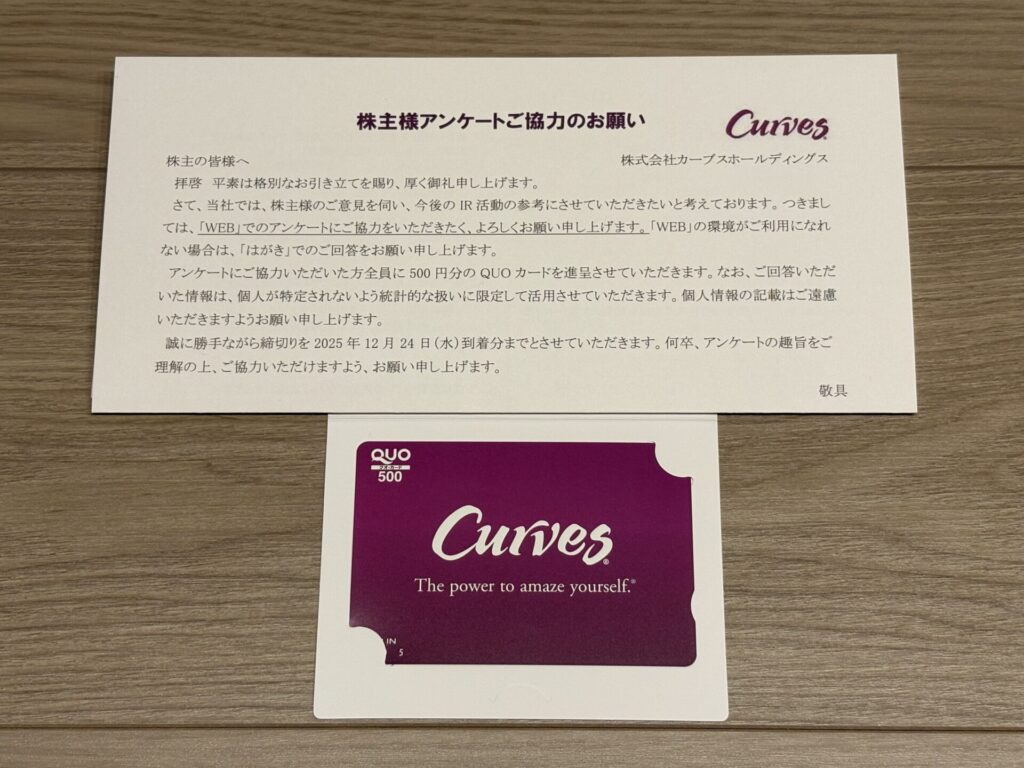 株主様アンケートご協力のお願い
Curves
株主の皆様へ
株式会社カーブスホールディングス
拝啓 平素は格別なお引き立てを賜り、厚く御礼申し上げます。
さて、当社では、株主様のご意見を伺い、今後の IR 活動の参考にさせていただきたいと考えております。つきまし
ては、「WEB」でのアンケートにご協力をいただきたく、よろしくお願い申し上げます。「WEB」の環境がご利用になれ
ない場合は、「はがき」でのご回答をお願い申し上げます。
アンケートにご協力いただいた方全員に 500 円分の QUO カードを進呈させていただきます。なお、ご回答いただ
いた情報は、個人が特定されないよう統計的な扱いに限定して活用させていただきます。個人情報の記載はご遠慮
いただきますようお願い申し上げます。
誠に勝手ながら締切りを 2025 年 12 月 24 日（水）到着分までとさせていただきます。何卒、アンケートの趣旨をご
理解の上、ご協力いただけますよう、お願い申し上げます。
敬具
QUO
クオ・カード
500
Curves®
The power to amaze yourself.®
IN
5